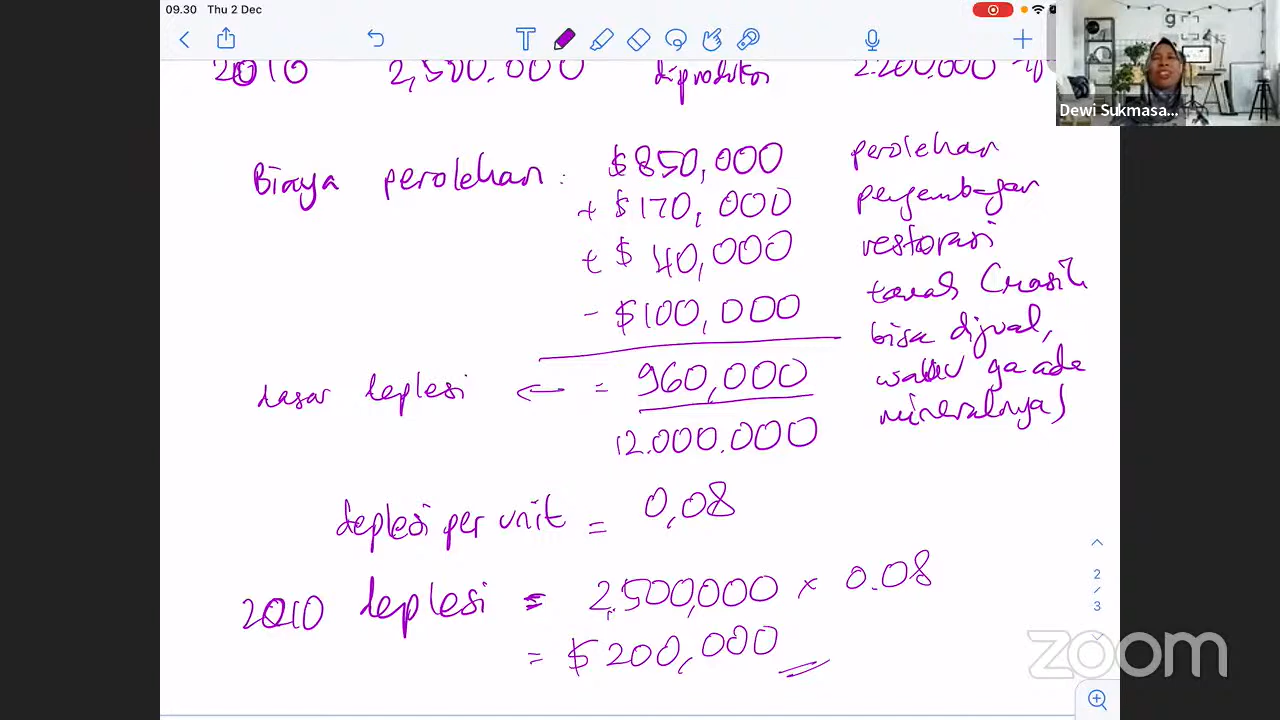 09.30 Thu 2 Dec
Dewi Sukmasa...
2010 2,500.000 diproduksi 2.200.000
Biaya perolehan : $850,000 perolehan
+ $170,000 pengembagan
+ $ 40,000 restorasi
- $100,000 tanah (masih
bisa dijual,
dasar deplesi ← = 960,000 walau ga ada
12.000.000 mineralnya)
deplesi per unit = 0,08
2010 deplesi = 2,500,000 × 0.08
= $200,000
2
/
3
zoom